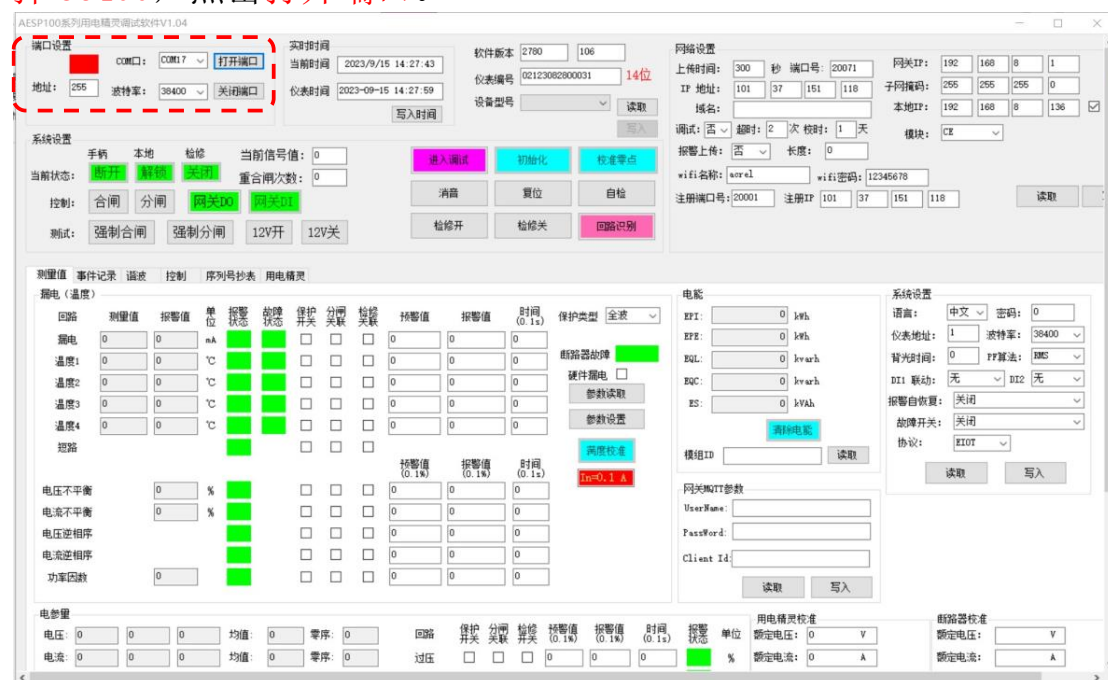 AESP100系列用电精灵调试软件V1.04
端口设置
COM口: COM17 打开端口
地址: 255 波特率: 38400 关闭端口
实时时间
当前时间 2023/9/15 14:27:43
仪表时间 2023-09-15 14:27:59
写入时间
软件版本 2780 106
仪表编号 02123082800031 14位
设备型号 读取
写入
网络设置
上传时间: 300 秒 端口号: 20071 网关IP: 192 168 8 1
IP 地址: 101 37 151 118 子网掩码: 255 255 255 0
域名: 本地IP: 192 168 8 136
调试: 否 超时: 2 次 校时: 1 天 模块: CE
报警上传: 否 长度: 0
wifi名称: acrel wifi密码: 12345678
注册端口号: 20001 注册IP 101 37 151 118 读取
系统设置
手柄 本地 检修 当前信号值: 0
当前状态: 断开 解锁 关闭 重合闸次数: 0
控制: 合闸 分闸 网关DO 网关DI
测试: 强制合闸 强制分闸 12V开 12V关
进入调试 初始化 校准零点
消音 复位 自检
检修开 检修关 回路识别
测量值 事件记录 谐波 控制 序列号抄表 用电精灵
漏电（温度）
回路 测量值 报警值 单位 报警状态 故障状态 保护开关 分闸关联 检修关联 预警值 报警值 时间(0.1s) 保护类型 全波
漏电 0 0 mA 0 0 0
温度1 0 0 ℃ 0 0 0 断路器故障
温度2 0 0 ℃ 0 0 0 硬件漏电
温度3 0 0 ℃ 0 0 0 参数读取
温度4 0 0 ℃ 0 0 0 参数设置
短路
两度校准
预警值(0.1%) 报警值(0.1%) 时间(0.1s) In=0.1 A
电压不平衡 0 % 0 0 0
电流不平衡 0 % 0 0 0
电压逆相序 0 0 0
电流逆相序 0 0 0
功率因数 0 0 0 0
电能
EPI: 0 kWh
EPE: 0 kWh
EQL: 0 kvarh
EQC: 0 kvarh
ES: 0 kVAh
清除电能
模组ID 读取
网关MQTT参数
UserName:
PassWord:
Client Id:
读取 写入
系统设置
语言: 中文 密码: 0
仪表地址: 1 波特率: 38400
背光时间: 0 PF算法: RMS
DI1 联动: 无 DI2 无
报警自恢复: 关闭
故障开关: 关闭
协议: EIOT
读取 写入
电参量
电压: 0 0 0 均值: 0 零序: 0 回路 保护开关 分闸关联 检修开关 预警值(0.1%) 报警值(0.1%) 时间(0.1s) 报警状态 单位
电流: 0 0 0 均值: 0 零序: 0 过压 0 0 0 %
用电精灵校准
额定电压: 0 V
额定电流: 0 A
断路器校准
额定电压: V
额定电流: A